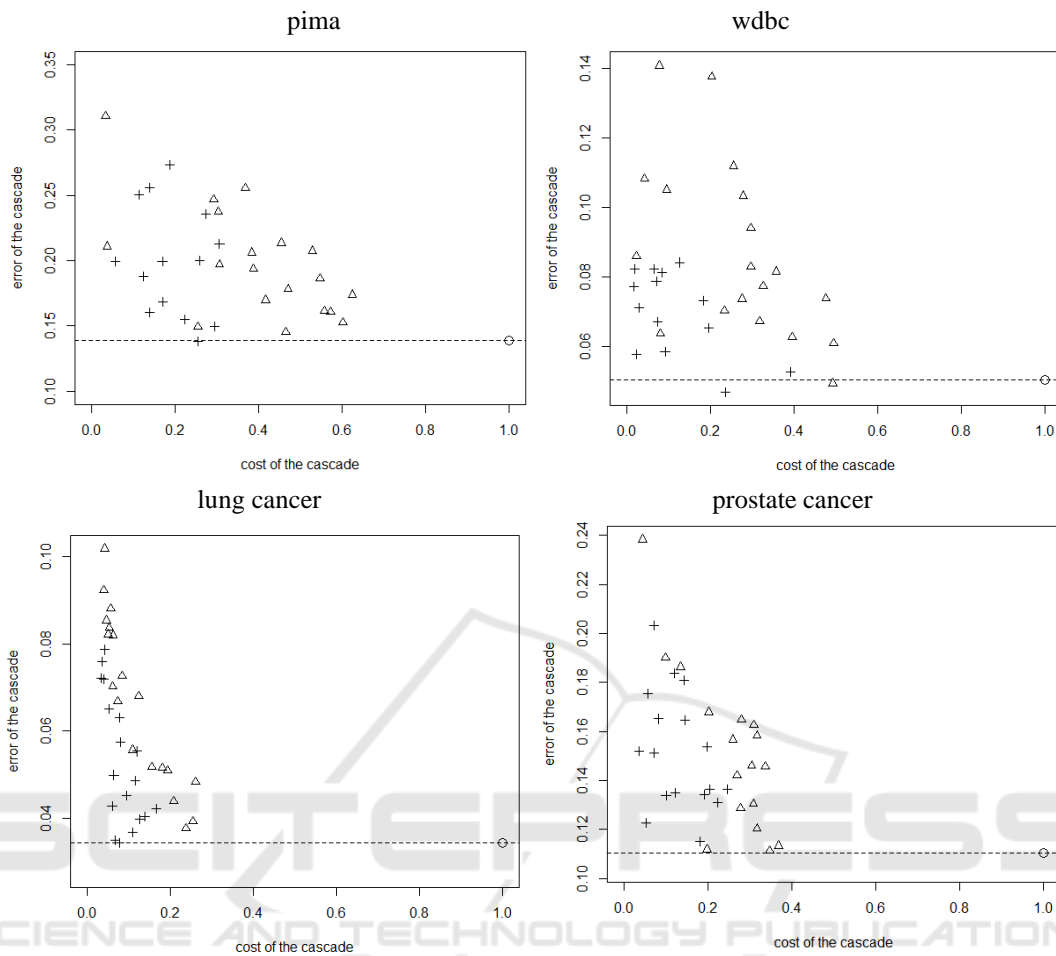 pima
wdbc
error of the cascade
0.10 0.15 0.20 0.25 0.30 0.35
0.0 0.2 0.4 0.6 0.8 1.0
cost of the cascade
error of the cascade
0.06 0.08 0.10 0.12 0.14
0.0 0.2 0.4 0.6 0.8 1.0
cost of the cascade
lung cancer
prostate cancer
error of the cascade
0.04 0.06 0.08 0.10
0.0 0.2 0.4 0.6 0.8 1.0
cost of the cascade
error of the cascade
0.10 0.12 0.14 0.16 0.18 0.20 0.22 0.24
0.0 0.2 0.4 0.6 0.8 1.0
cost of the cascade
SCITEPRESS
SCIENCE AND TECHNOLOGY PUBLICATION